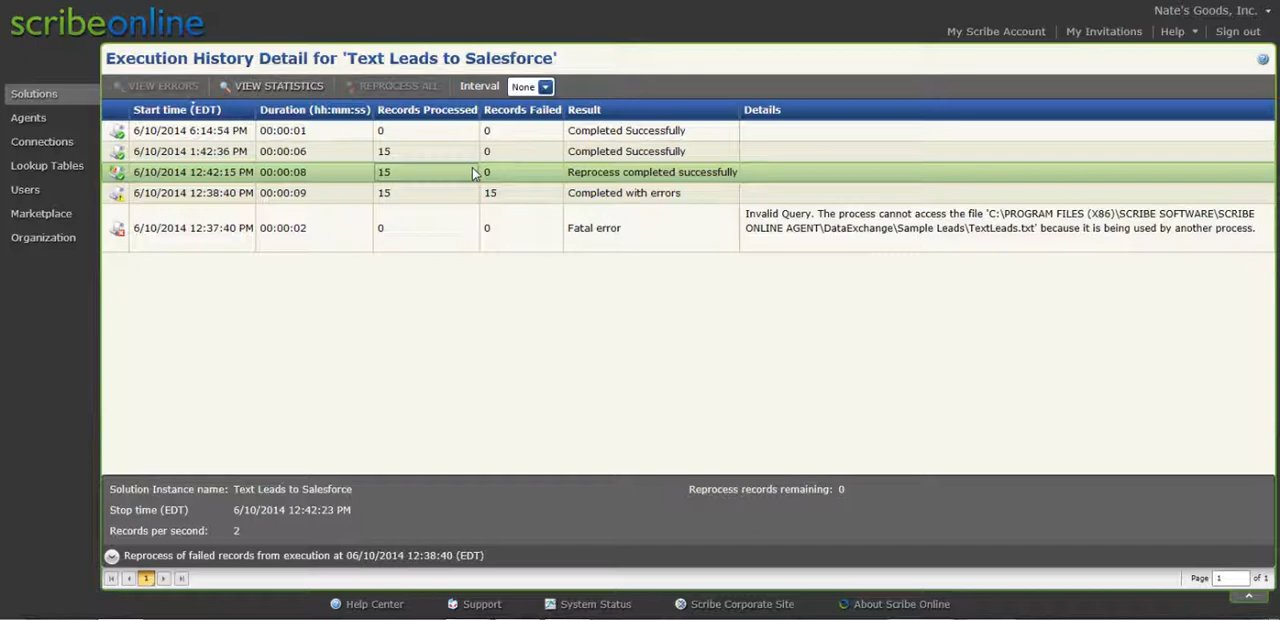 scribeonline
Nate's Goods, Inc.
My Scribe Account | My Invitations | Help | Sign out
Execution History Detail for 'Text Leads to Salesforce'
VIEW ERRORS VIEW STATISTICS REPROCESS ALL Interval None
Solutions
Agents
Connections
Lookup Tables
Users
Marketplace
Organization
Start time (EDT) Duration (hh:mm:ss) Records Processed Records Failed Result Details
6/10/2014 6:14:54 PM 00:00:01 0 0 Completed Successfully
6/10/2014 1:42:36 PM 00:00:06 15 0 Completed Successfully
6/10/2014 12:42:15 PM 00:00:08 15 0 Reprocess completed successfully
6/10/2014 12:38:40 PM 00:00:09 15 15 Completed with errors
6/10/2014 12:37:40 PM 00:00:02 0 0 Fatal error
Invalid Query. The process cannot access the file 'C:\PROGRAM FILES (X86)\SCRIBE SOFTWARE\SCRIBE
ONLINE AGENT\DataExchange\Sample Leads\TextLeads.txt' because it is being used by another process.
Solution Instance name: Text Leads to Salesforce Reprocess records remaining: 0
Stop time (EDT) 6/10/2014 12:42:23 PM
Records per second: 2
Reprocess of failed records from execution at 06/10/2014 12:38:40 (EDT)
1 Page 1 of 1
Help Center Support System Status Scribe Corporate Site About Scribe Online